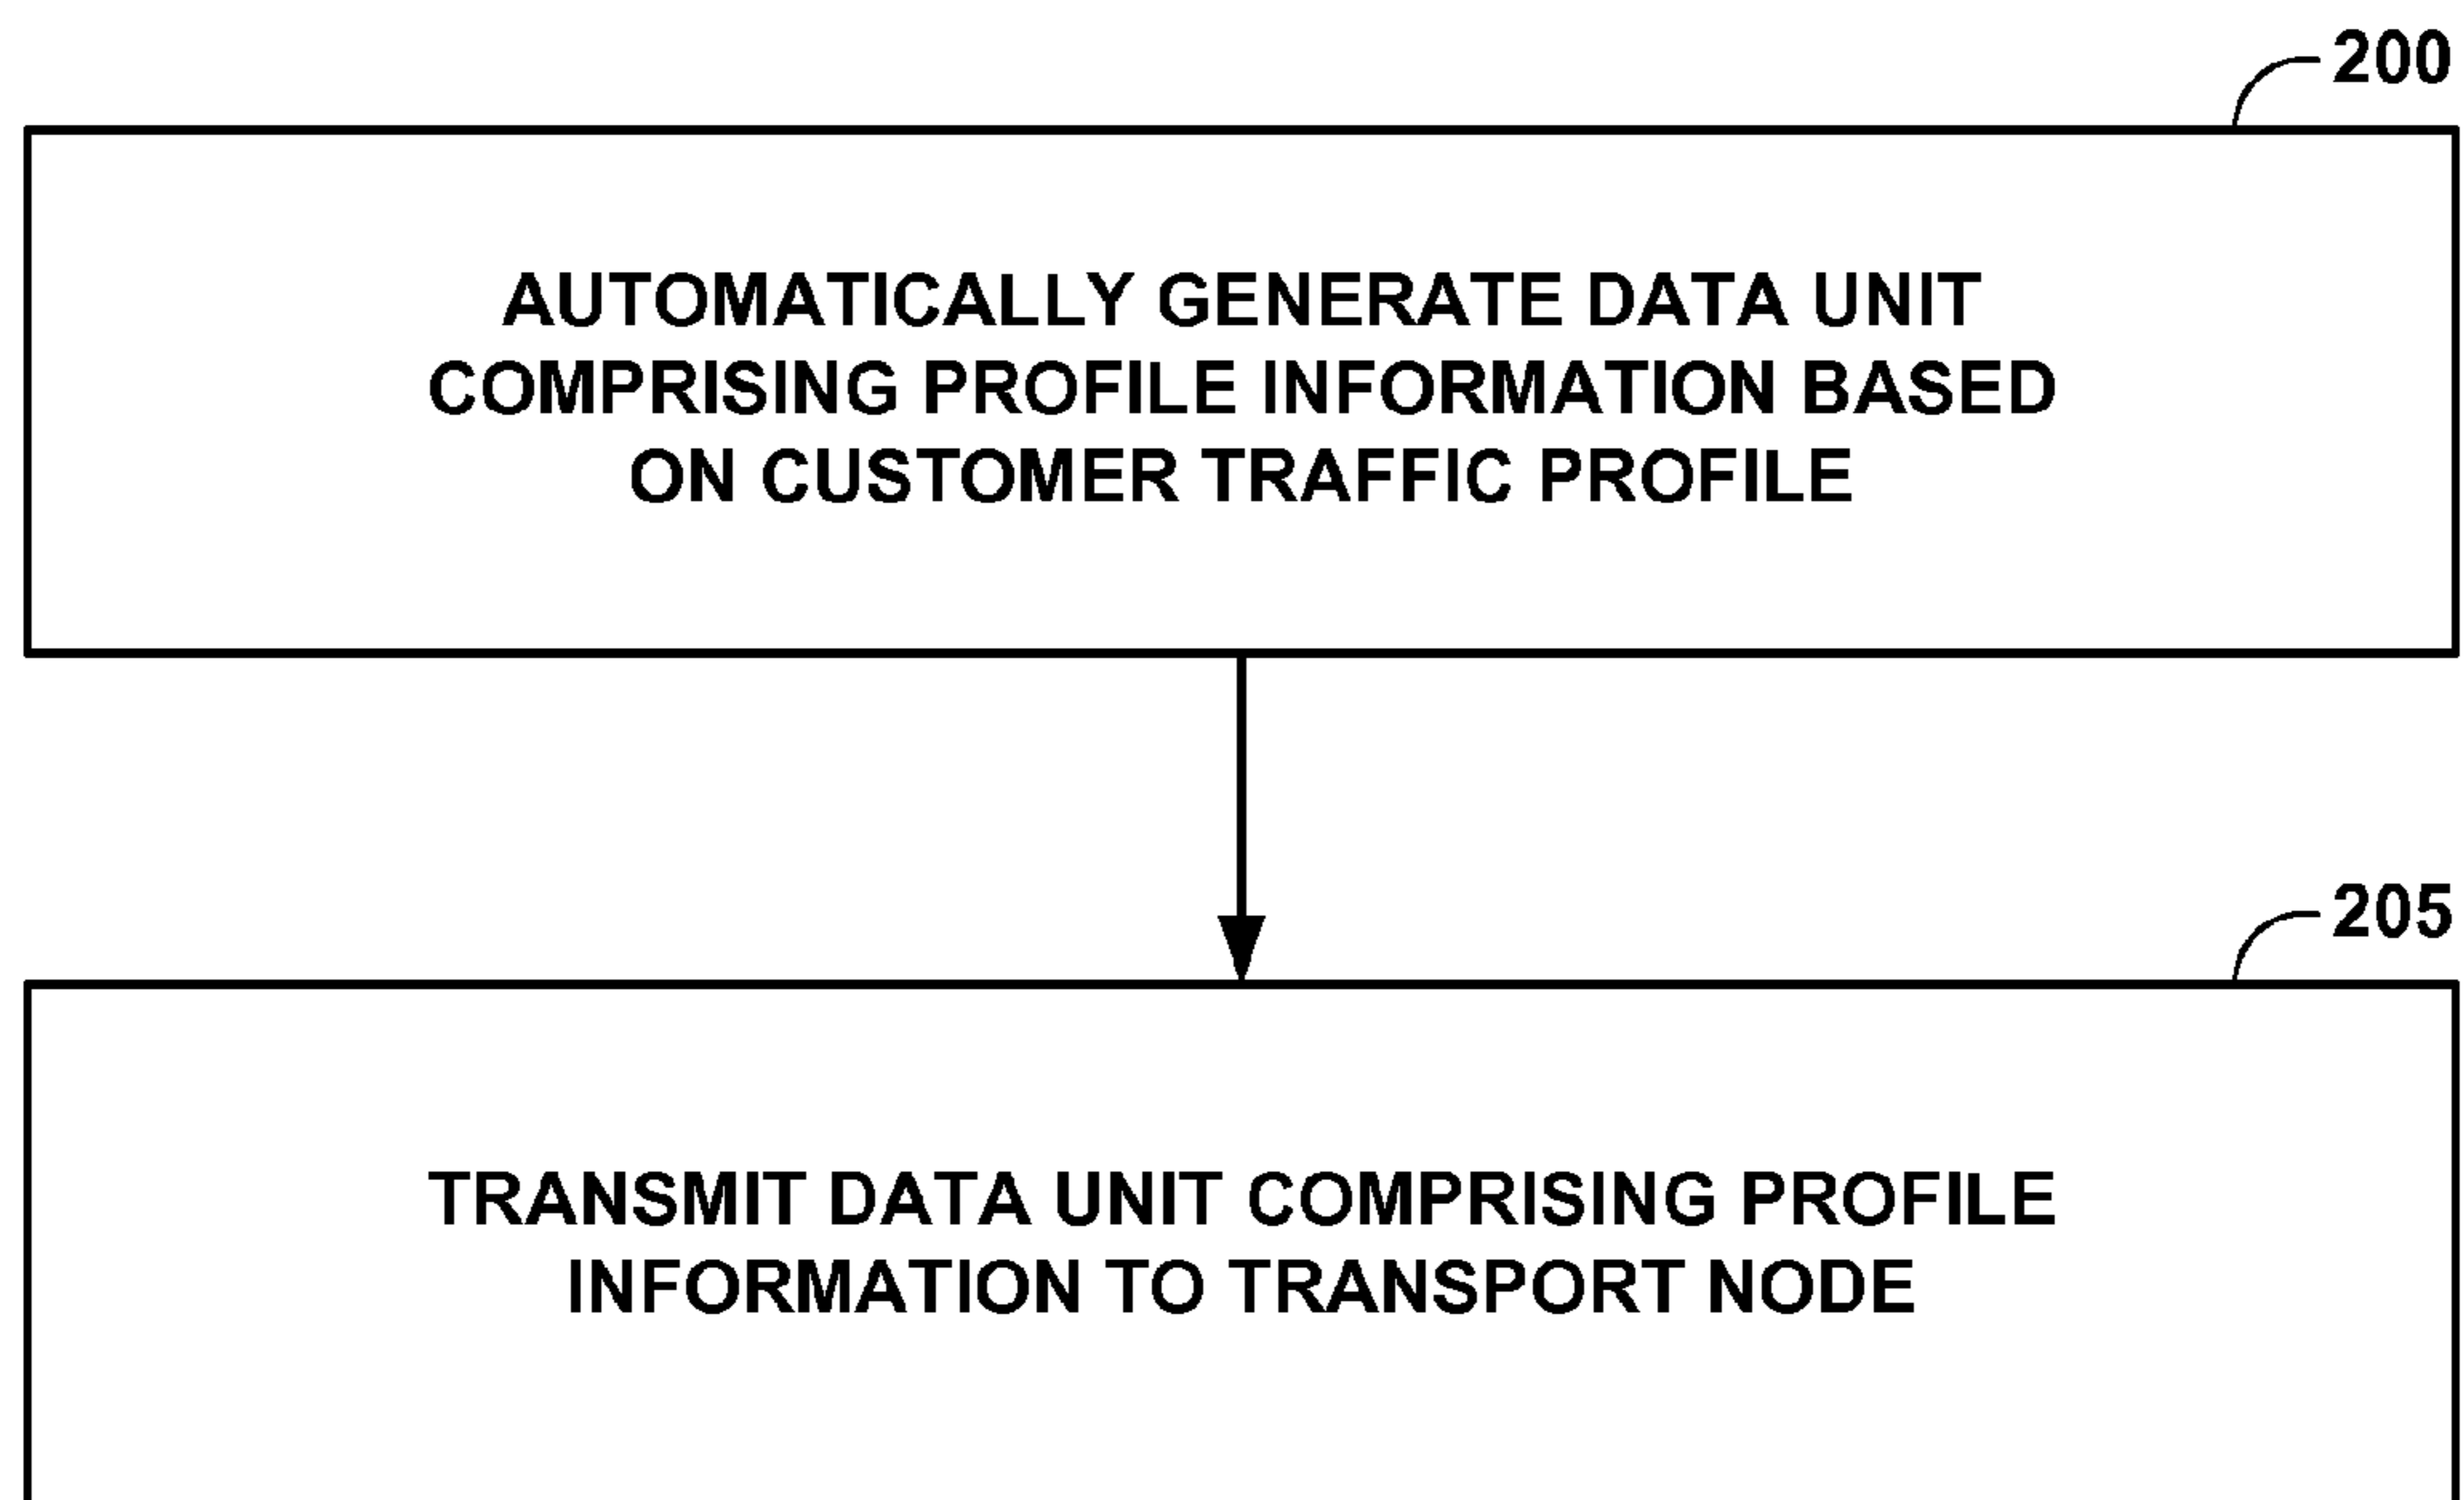 200
AUTOMATICALLY GENERATE DATA UNIT
COMPRISING PROFILE INFORMATION BASED
ON CUSTOMER TRAFFIC PROFILE
205
TRANSMIT DATA UNIT COMPRISING PROFILE
INFORMATION TO TRANSPORT NODE